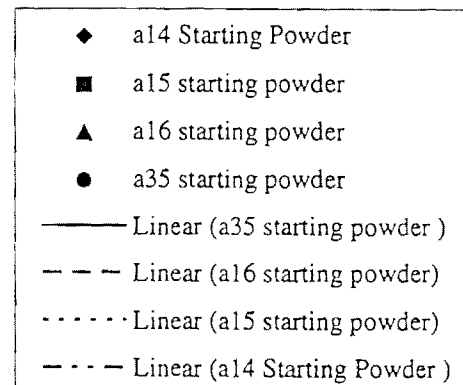 a14 Starting Powder
a15 starting powder
a16 starting powder
a35 starting powder
Linear (a35 starting powder )
Linear (a16 starting powder)
Linear (a15 starting powder)
Linear (a14 Starting Powder )